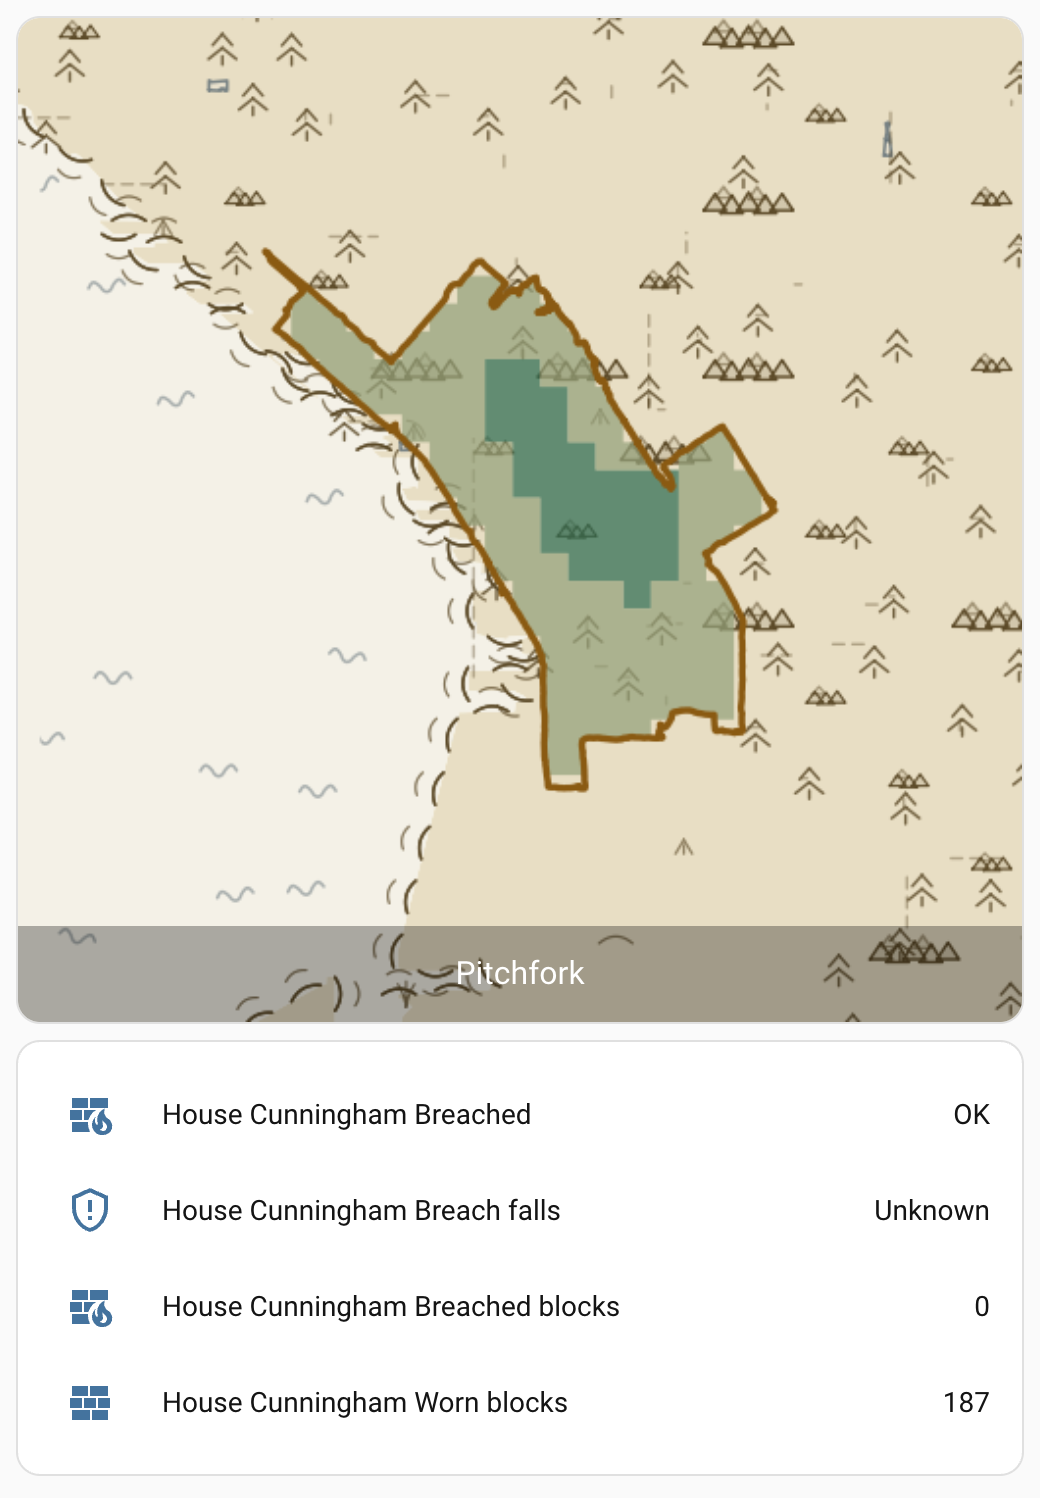 Pitchfork
House Cunningham Breached OK
House Cunningham Breach falls Unknown
House Cunningham Breached blocks 0
House Cunningham Worn blocks 187